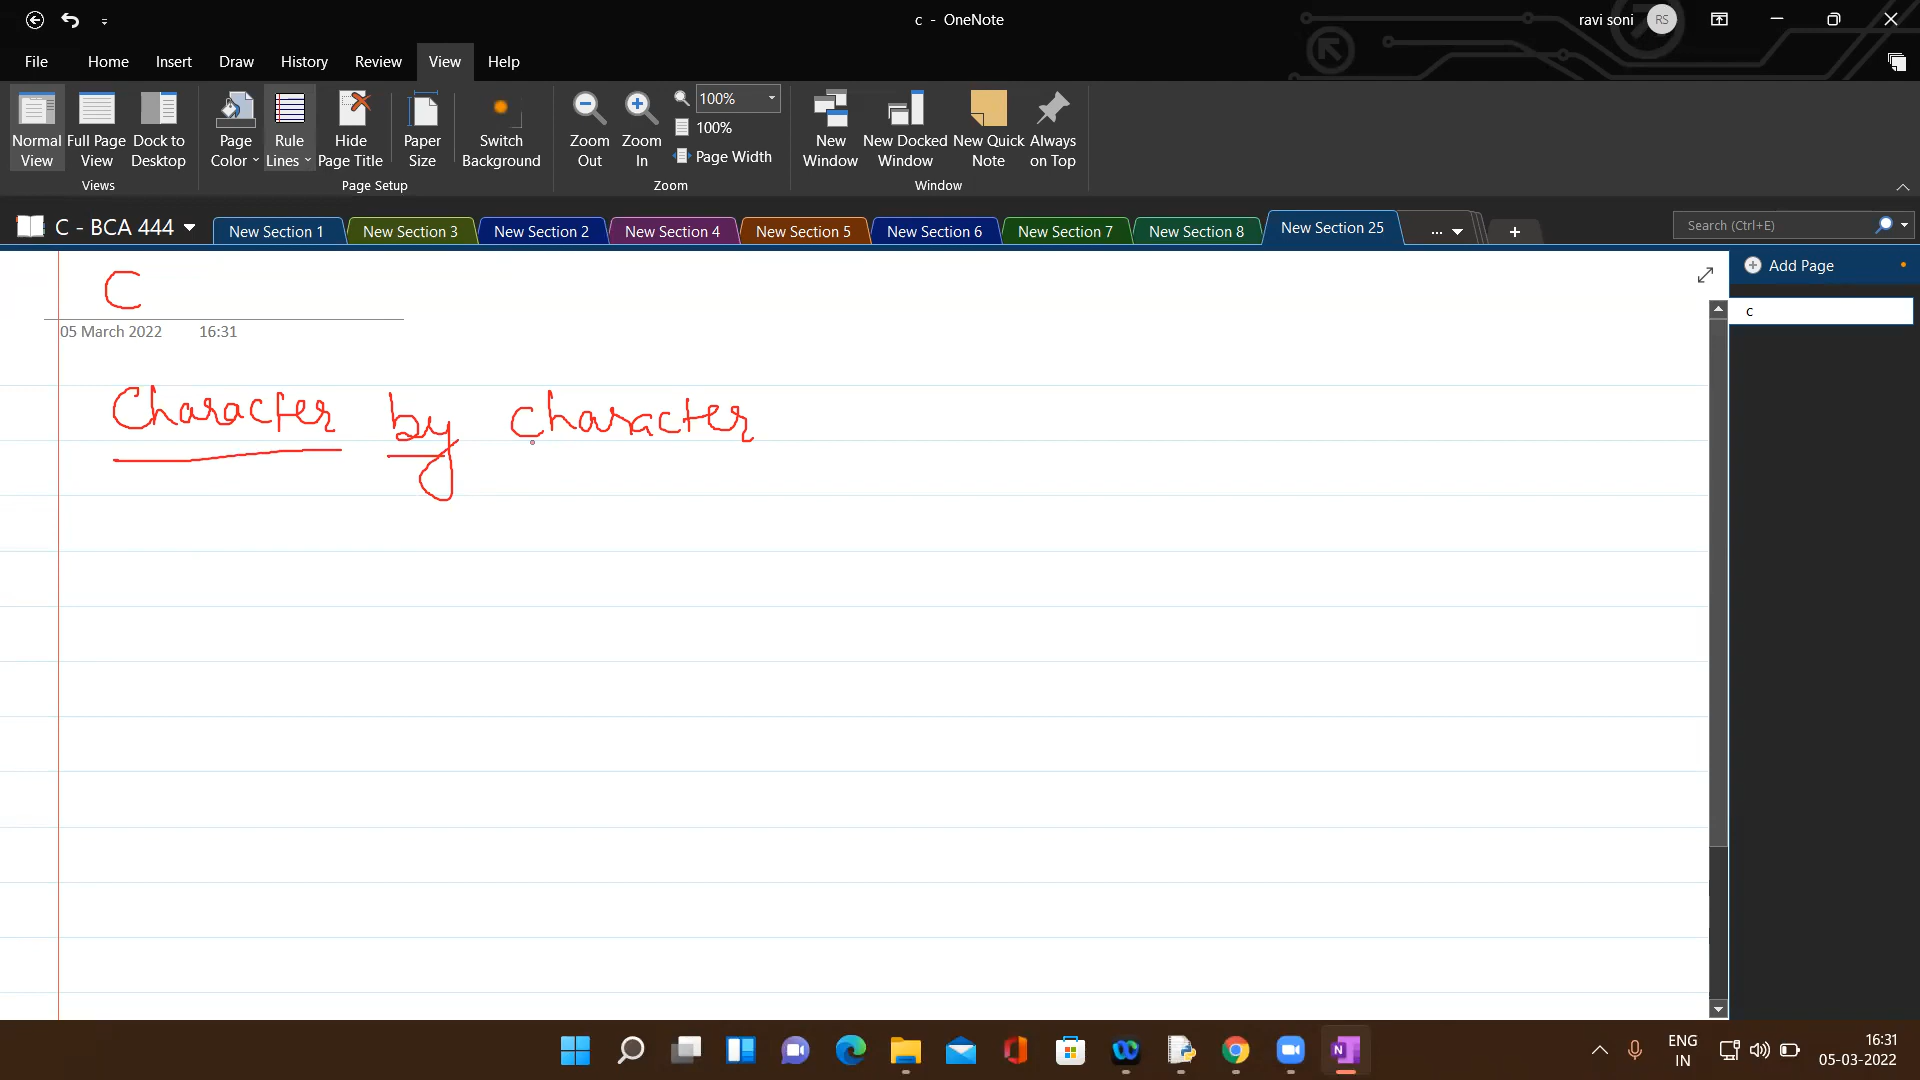 c - OneNote
ravi soni RS
File Home Insert Draw History Review View Help
Normal View
Full Page View
Dock to Desktop
Page Color
Rule Lines
Hide Page Title
Paper Size
Switch Background
Zoom Out
Zoom In
100%
100%
Page Width
New Window
New Docked Window
New Quick Note
Always on Top
Views Page Setup Zoom Window
C - BCA 444 New Section 1 New Section 3 New Section 2 New Section 4 New Section 5 New Section 6 New Section 7 New Section 8 New Section 25 ... Search (Ctrl+E)
Add Page
c
C
05 March 2022 16:31
Character by character
ENG
IN
16:31
05-03-2022